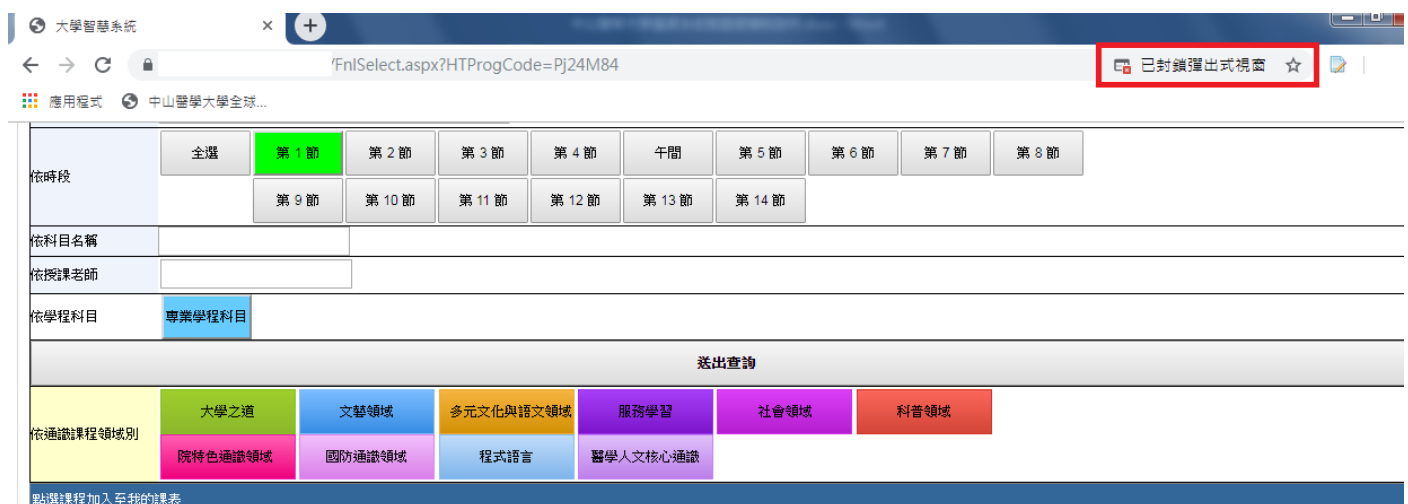 大學智慧系統
/FnlSelect.aspx?HTProgCode=Pj24M84
已封鎖彈出式視窗
應用程式 中山醫學大學全球...
依時段
全選 第 1 節 第 2 節 第 3 節 第 4 節 午間 第 5 節 第 6 節 第 7 節 第 8 節
第 9 節 第 10 節 第 11 節 第 12 節 第 13 節 第 14 節
依科目名稱
依授課老師
依學程科目 專業學程科目
送出查詢
依通識課程領域別
大學之道 文藝領域 多元文化與語文領域 服務學習 社會領域 科普領域
院特色通識領域 國防通識領域 程式語言 醫學人文核心通識
點選課程加入至我的課表